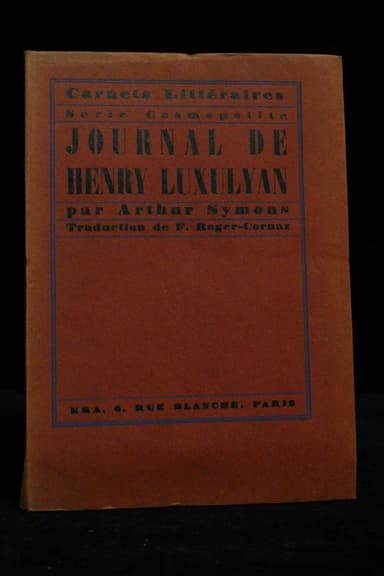 Carnets Littéraires
Série Cosmopolite
JOURNAL DE
HENRY LUXULYAN
par Arthur Symons
Traduction de F. Roger-Cornaz
6, RUE BLANCHE, PARIS